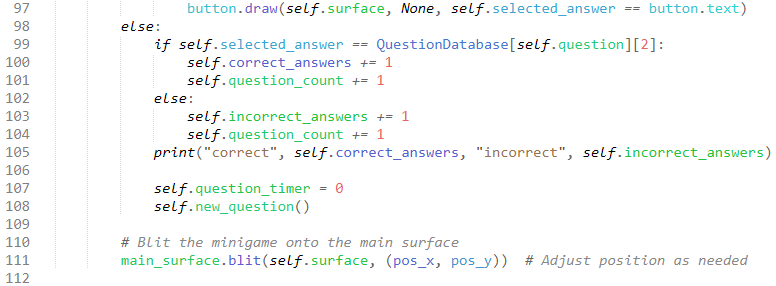 97 button.draw(self.surface, None, self.selected_answer == button.text)
98 else:
99 if self.selected_answer == QuestionDatabase[self.question][2]:
100 self.correct_answers += 1
101 self.question_count += 1
102 else:
103 self.incorrect_answers += 1
104 self.question_count += 1
105 print("correct", self.correct_answers, "incorrect", self.incorrect_answers)
106
107 self.question_timer = 0
108 self.new_question()
109
110 # Blit the minigame onto the main surface
111 main_surface.blit(self.surface, (pos_x, pos_y))  # Adjust position as needed
112